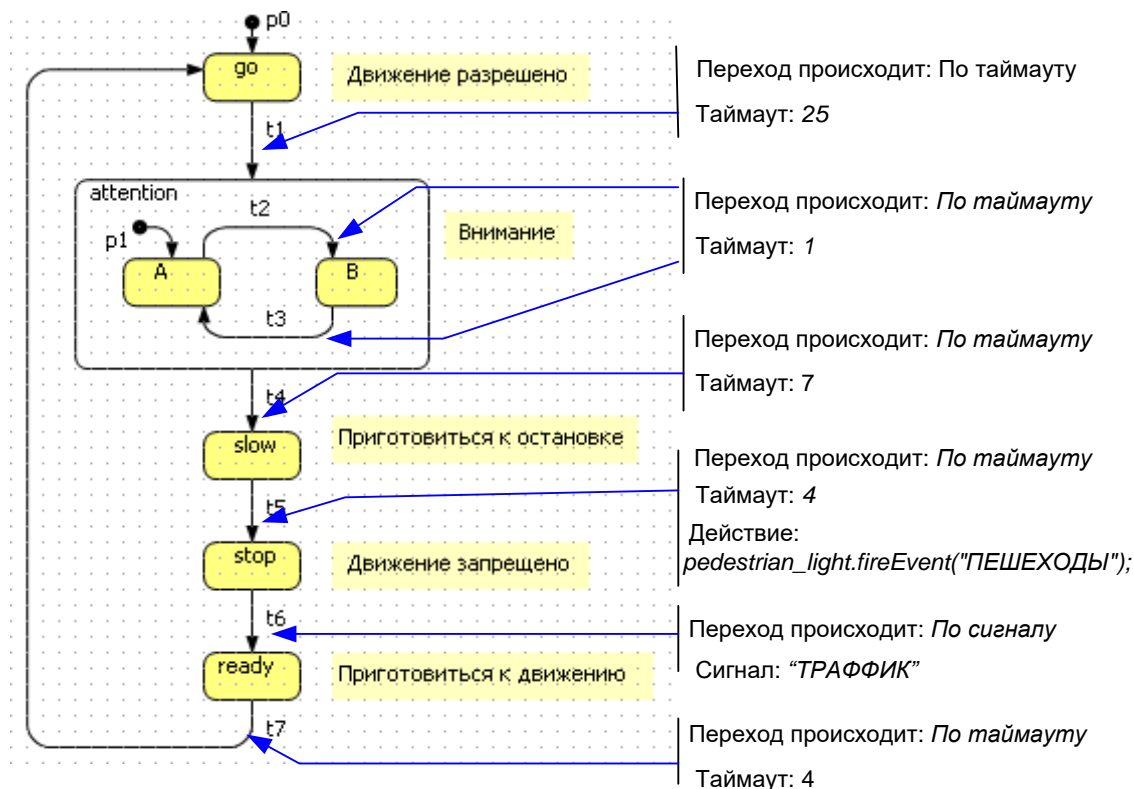 p0
go
Движение разрешено
Переход происходит: По таймауту
Таймаут: 25
t1
attention
t2
p1
A
B
Внимание
t3
Переход происходит: По таймауту
Таймаут: 1
t4
Переход происходит: По таймауту
Таймаут: 7
slow
Приготовиться к остановке
t5
Переход происходит: По таймауту
Таймаут: 4
Действие:
pedestrian_light.fireEvent("ПЕШЕХОДЫ");
stop
Движение запрещено
t6
Переход происходит: По сигналу
Сигнал: “ТРАФФИК”
ready
Приготовиться к движению
t7
Переход происходит: По таймауту
Таймаут: 4